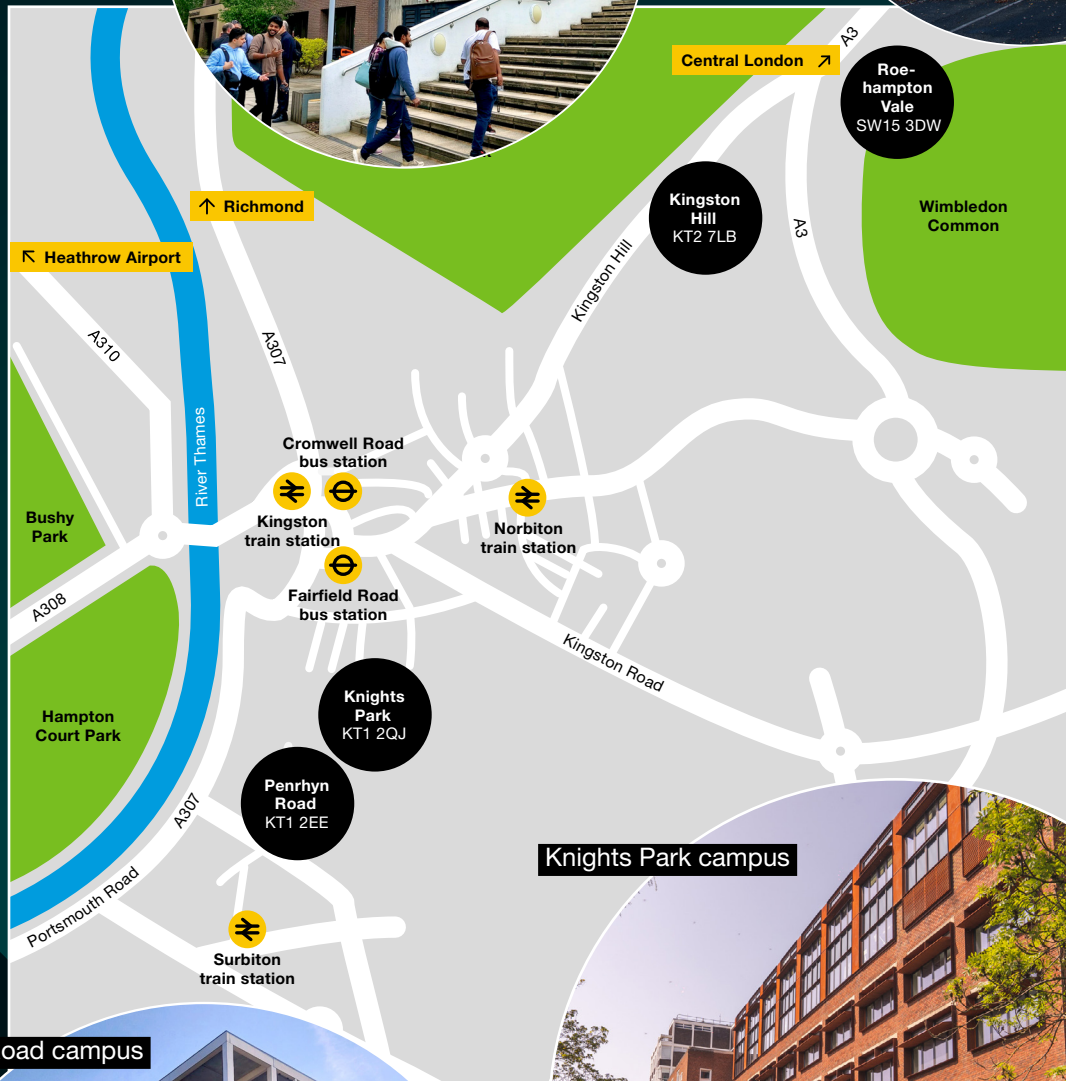 A3
Central London
Roe-
hampton
Vale
SW15 3DW
Kingston
Hill
KT2 7LB
Richmond
Wimbledon
Common
A3
Heathrow Airport
Kingston Hill
A310
A307
River Thames
Cromwell Road
bus station
Bushy
Park
Kingston
train station
Norbiton
train station
Fairfield Road
bus station
A308
Kingston Road
Knights
Park
KT1 2QJ
Hampton
Court Park
Penrhyn
Road
KT1 2EE
A307
Knights Park campus
Portsmouth Road
Surbiton
train station
oad campus